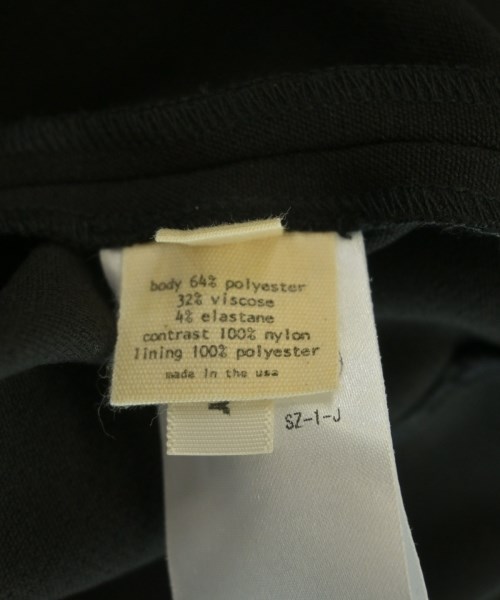 body 64% polyester
32% viscose
4% elastane
contrast 100% nylon
lining 100% polyester
made in the usa
SZ-1-J